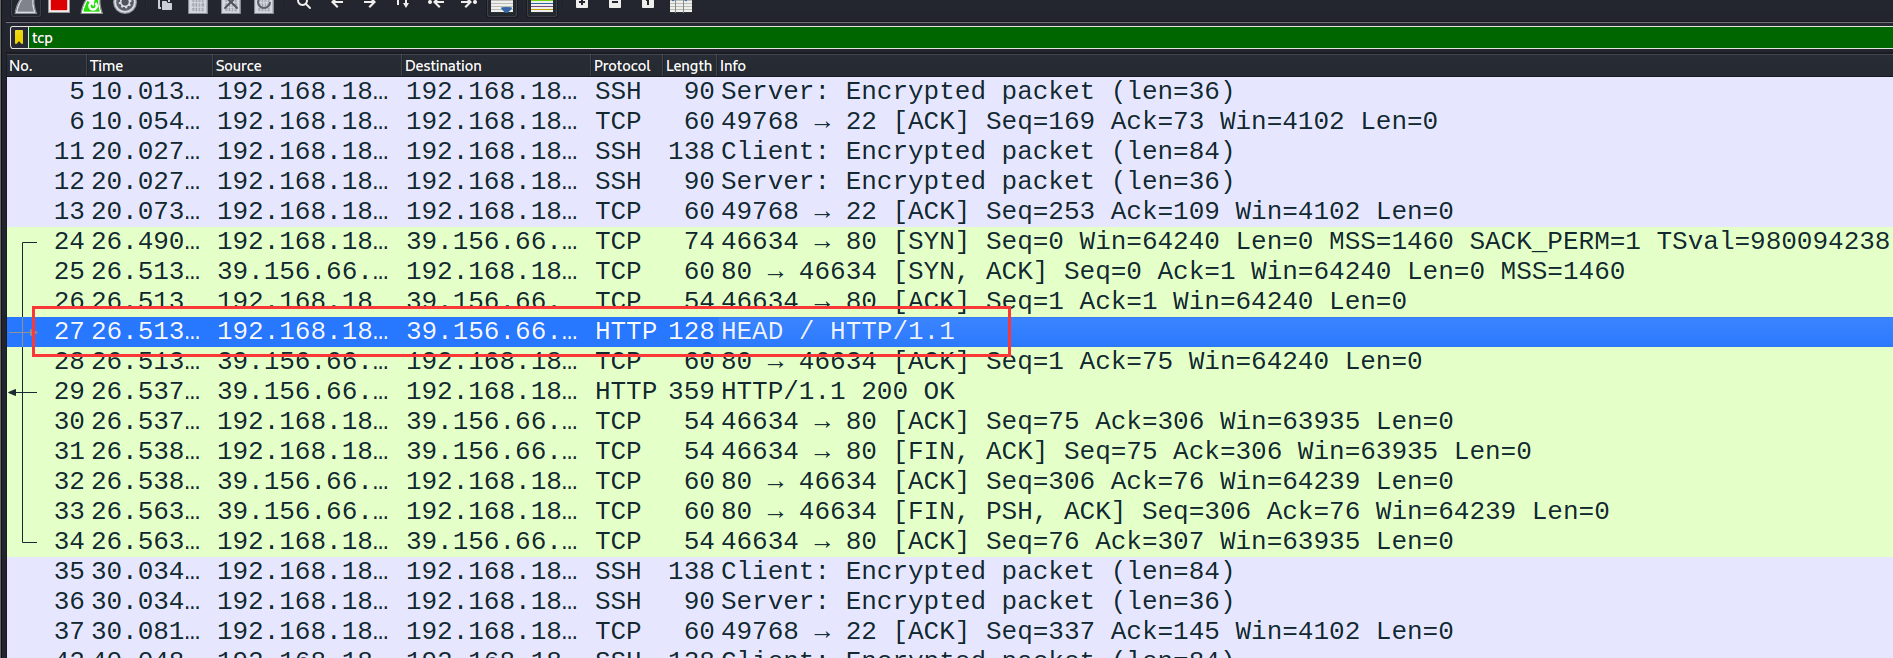 tcp
No. Time Source Destination Protocol Length Info
5 10.013… 192.168.18… 192.168.18… SSH 90 Server: Encrypted packet (len=36)
6 10.054… 192.168.18… 192.168.18… TCP 60 49768 → 22 [ACK] Seq=169 Ack=73 Win=4102 Len=0
11 20.027… 192.168.18… 192.168.18… SSH 138 Client: Encrypted packet (len=84)
12 20.027… 192.168.18… 192.168.18… SSH 90 Server: Encrypted packet (len=36)
13 20.073… 192.168.18… 192.168.18… TCP 60 49768 → 22 [ACK] Seq=253 Ack=109 Win=4102 Len=0
24 26.490… 192.168.18… 39.156.66.… TCP 74 46634 → 80 [SYN] Seq=0 Win=64240 Len=0 MSS=1460 SACK_PERM=1 TSval=980094238
25 26.513… 39.156.66.… 192.168.18… TCP 60 80 → 46634 [SYN, ACK] Seq=0 Ack=1 Win=64240 Len=0 MSS=1460
26 26.513… 192.168.18… 39.156.66.… TCP 54 46634 → 80 [ACK] Seq=1 Ack=1 Win=64240 Len=0
27 26.513… 192.168.18… 39.156.66.… HTTP 128 HEAD / HTTP/1.1
28 26.513… 39.156.66.… 192.168.18… TCP 60 80 → 46634 [ACK] Seq=1 Ack=75 Win=64240 Len=0
29 26.537… 39.156.66.… 192.168.18… HTTP 359 HTTP/1.1 200 OK
30 26.537… 192.168.18… 39.156.66.… TCP 54 46634 → 80 [ACK] Seq=75 Ack=306 Win=63935 Len=0
31 26.538… 192.168.18… 39.156.66.… TCP 54 46634 → 80 [FIN, ACK] Seq=75 Ack=306 Win=63935 Len=0
32 26.538… 39.156.66.… 192.168.18… TCP 60 80 → 46634 [ACK] Seq=306 Ack=76 Win=64239 Len=0
33 26.563… 39.156.66.… 192.168.18… TCP 60 80 → 46634 [FIN, PSH, ACK] Seq=306 Ack=76 Win=64239 Len=0
34 26.563… 192.168.18… 39.156.66.… TCP 54 46634 → 80 [ACK] Seq=76 Ack=307 Win=63935 Len=0
35 30.034… 192.168.18… 192.168.18… SSH 138 Client: Encrypted packet (len=84)
36 30.034… 192.168.18… 192.168.18… SSH 90 Server: Encrypted packet (len=36)
37 30.081… 192.168.18… 192.168.18… TCP 60 49768 → 22 [ACK] Seq=337 Ack=145 Win=4102 Len=0